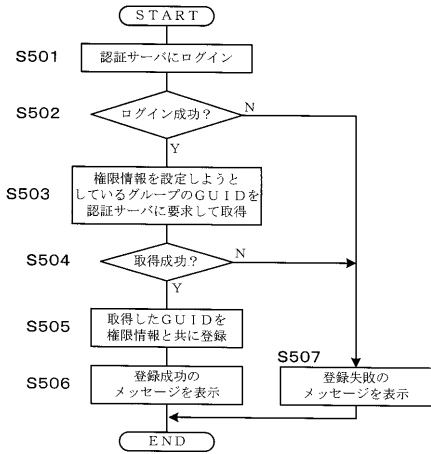 START
S501
認証サーバにログイン
S502
ログイン成功？
N
Y
S503
権限情報を設定しようと
しているグループのGUIDを
認証サーバに要求して取得
S504
取得成功？
N
Y
S505
取得したGUIDを
権限情報と共に登録
S506
登録成功の
メッセージを表示
S507
登録失敗の
メッセージを表示
END